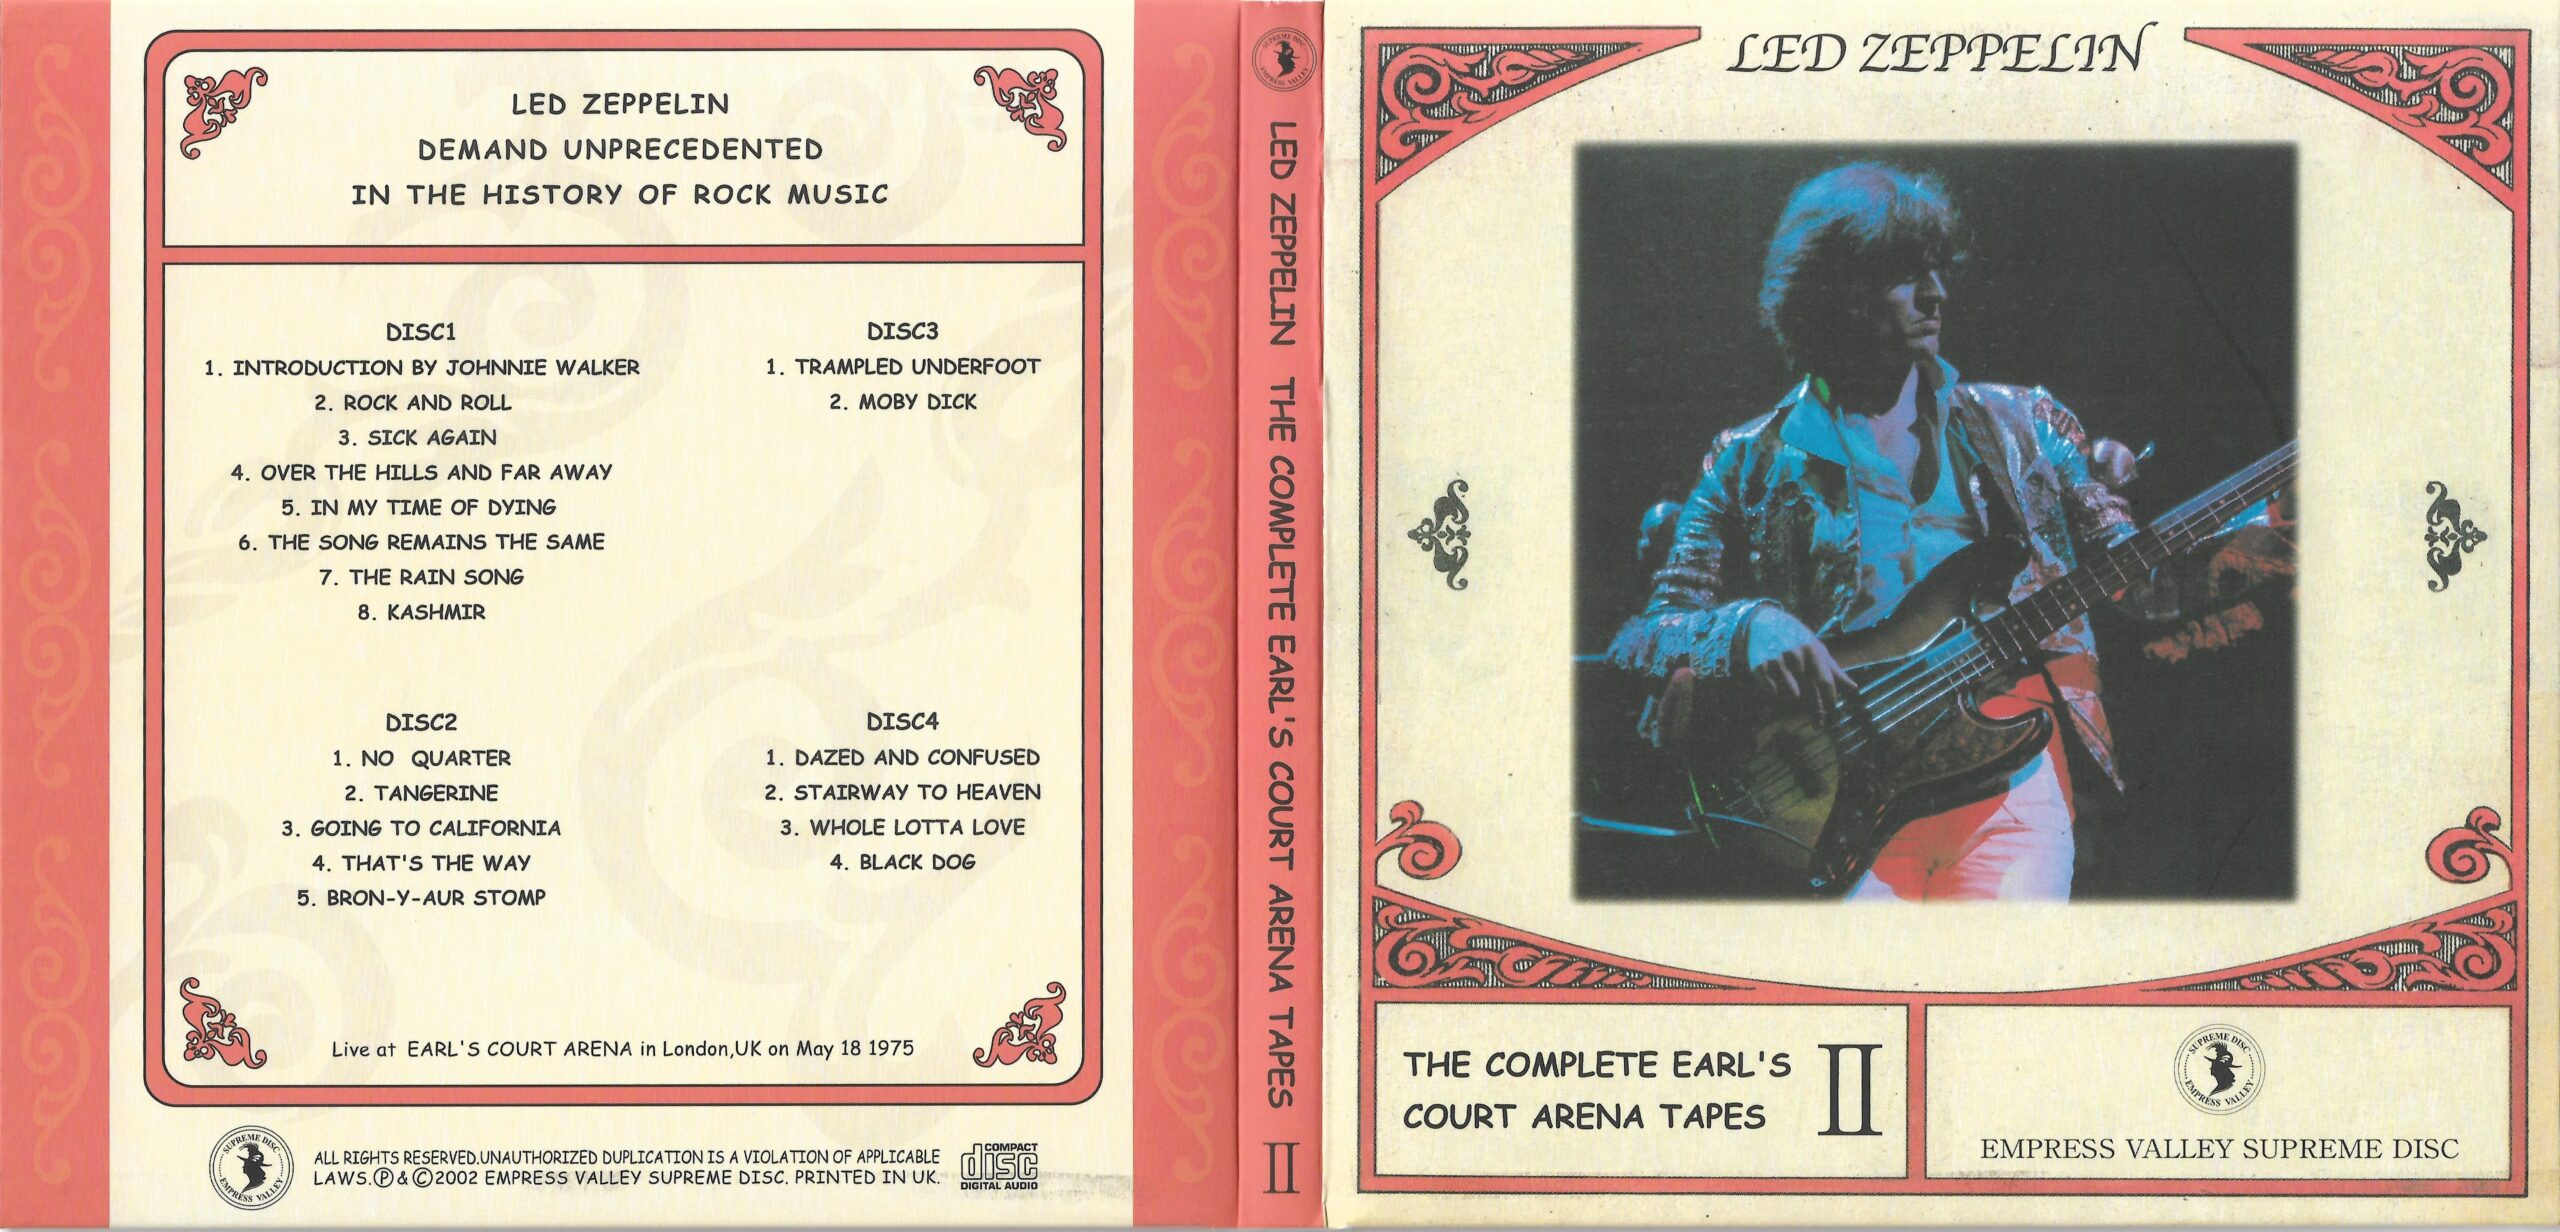 LED ZEPPELIN
DEMAND UNPRECEDENTED
IN THE HISTORY OF ROCK MUSIC
DISC1
1. INTRODUCTION BY JOHNNIE WALKER
2. ROCK AND ROLL
3. SICK AGAIN
4. OVER THE HILLS AND FAR AWAY
5. IN MY TIME OF DYING
6. THE SONG REMAINS THE SAME
7. THE RAIN SONG
8. KASHMIR
DISC2
1. NO  QUARTER
2. TANGERINE
3. GOING TO CALIFORNIA
4. THAT'S THE WAY
5. BRON-Y-AUR STOMP
DISC3
1. TRAMPLED UNDERFOOT
2. MOBY DICK
DISC4
1. DAZED AND CONFUSED
2. STAIRWAY TO HEAVEN
3. WHOLE LOTTA LOVE
4. BLACK DOG
Live at EARL'S COURT ARENA in London,UK on May 18 1975
SUPREME DISC
EMPRESS VALLEY
ALL RIGHTS RESERVED.UNAUTHORIZED DUPLICATION IS A VIOLATION OF APPLICABLE
LAWS.Ⓟ&©2002 EMPRESS VALLEY SUPREME DISC. PRINTED IN UK.
COMPACT
disc
DIGITAL AUDIO
SUPREME DISC
EMPRESS VALLEY
LED ZEPPELIN THE COMPLETE EARL'S COURT ARENA TAPES II
LED ZEPPELIN
THE COMPLETE EARL'S
COURT ARENA TAPES
II
SUPREME DISC
EMPRESS VALLEY
EMPRESS VALLEY SUPREME DISC